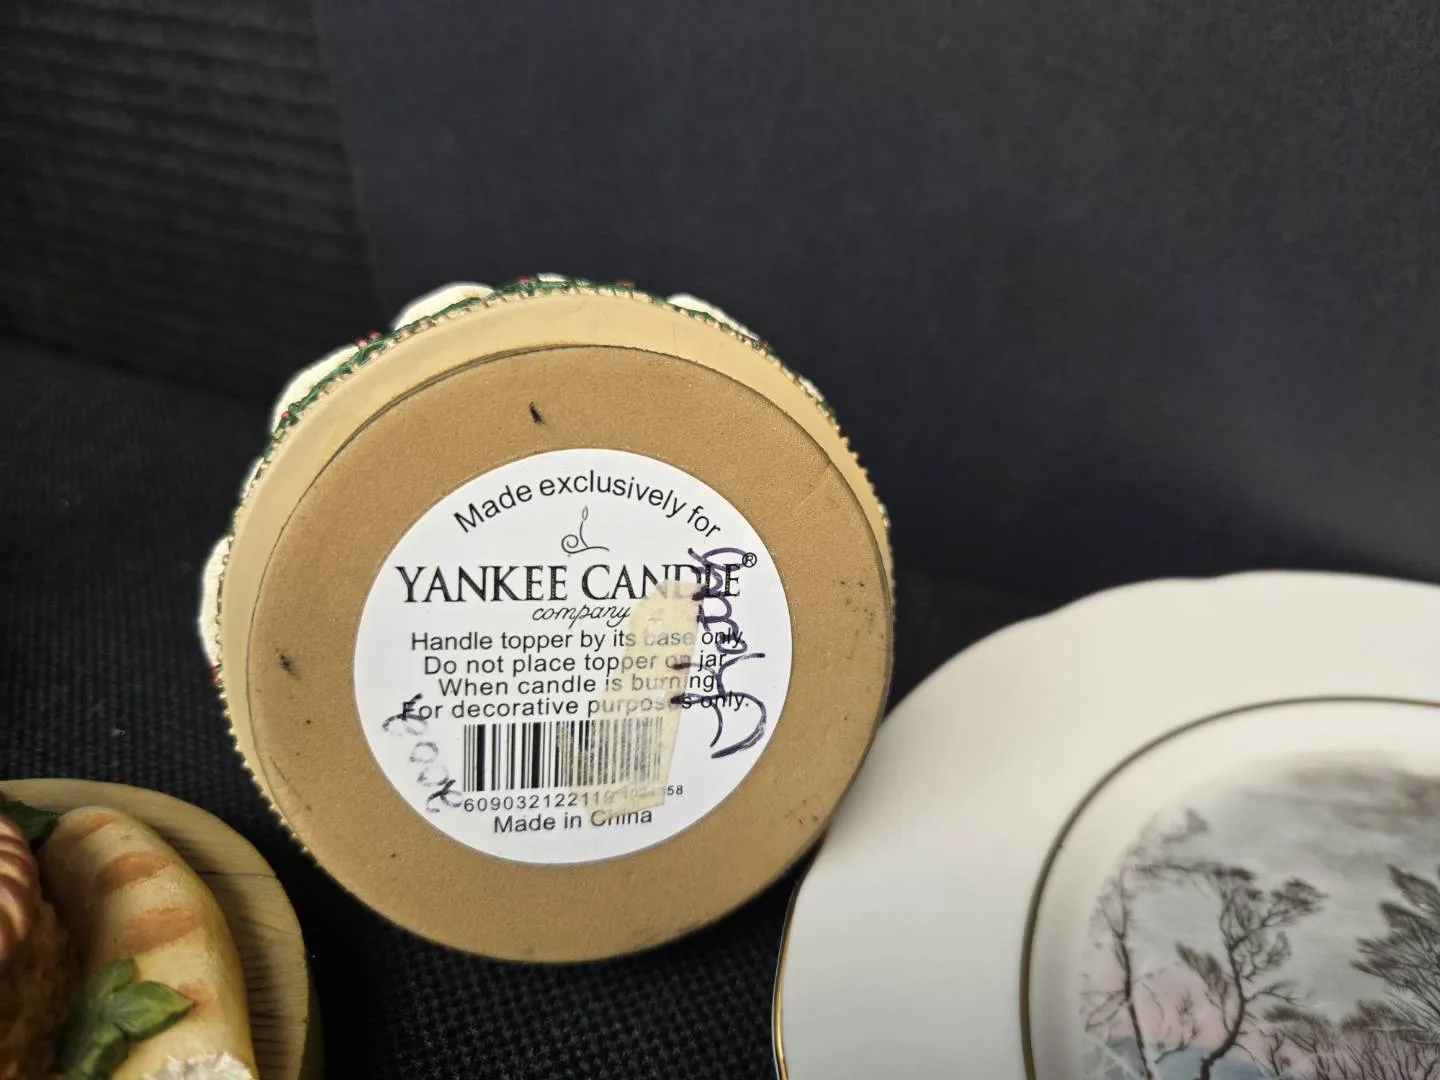 Made exclusively for
YANKEE CANDLE®
company
Handle topper by its base only
Do not place topper on jar
When candle is burning
For decorative purposes only.
609032122119
Made in China